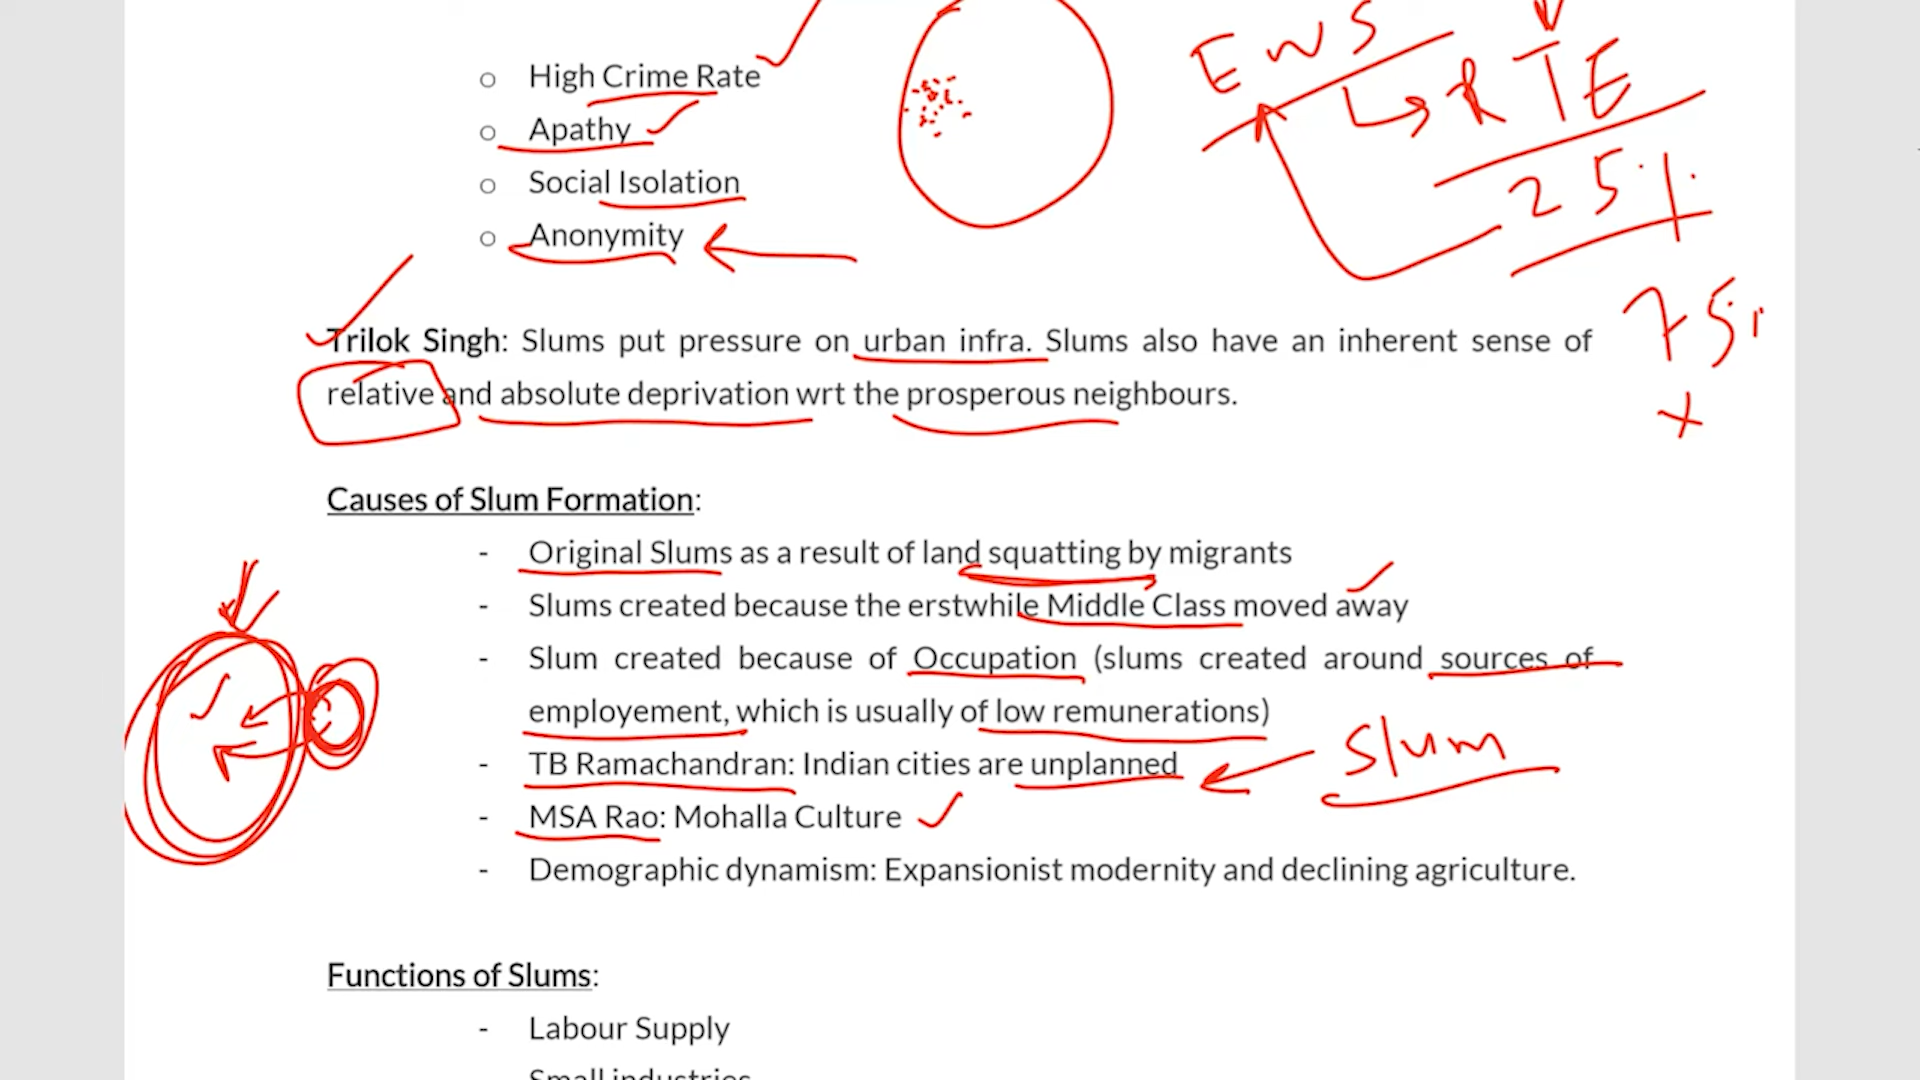 EWS
RTE
○ High Crime Rate
○ Apathy
25%
○ Social Isolation
○ Anonymity
Trilok Singh: Slums put pressure on urban infra. Slums also have an inherent sense of
75
relative and absolute deprivation wrt the prosperous neighbours.
Causes of Slum Formation:
- Original Slums as a result of land squatting by migrants
- Slums created because the erstwhile Middle Class moved away
- Slum created because of Occupation (slums created around sources of
employement, which is usually of low remunerations)
Slum
- TB Ramachandran: Indian cities are unplanned
- MSA Rao: Mohalla Culture
- Demographic dynamism: Expansionist modernity and declining agriculture.
Functions of Slums:
- Labour Supply
Small industries